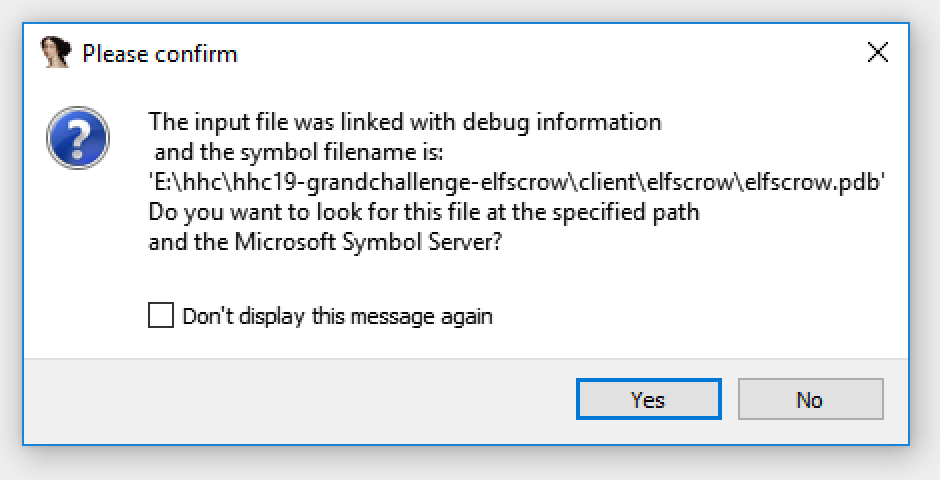 Please confirm
The input file was linked with debug information
and the symbol filename is:
'E:\hhc\hhc19-grandchallenge-elfscrow\client\elfscrow\elfscrow.pdb'
Do you want to look for this file at the specified path
and the Microsoft Symbol Server?
Don't display this message again
Yes
No